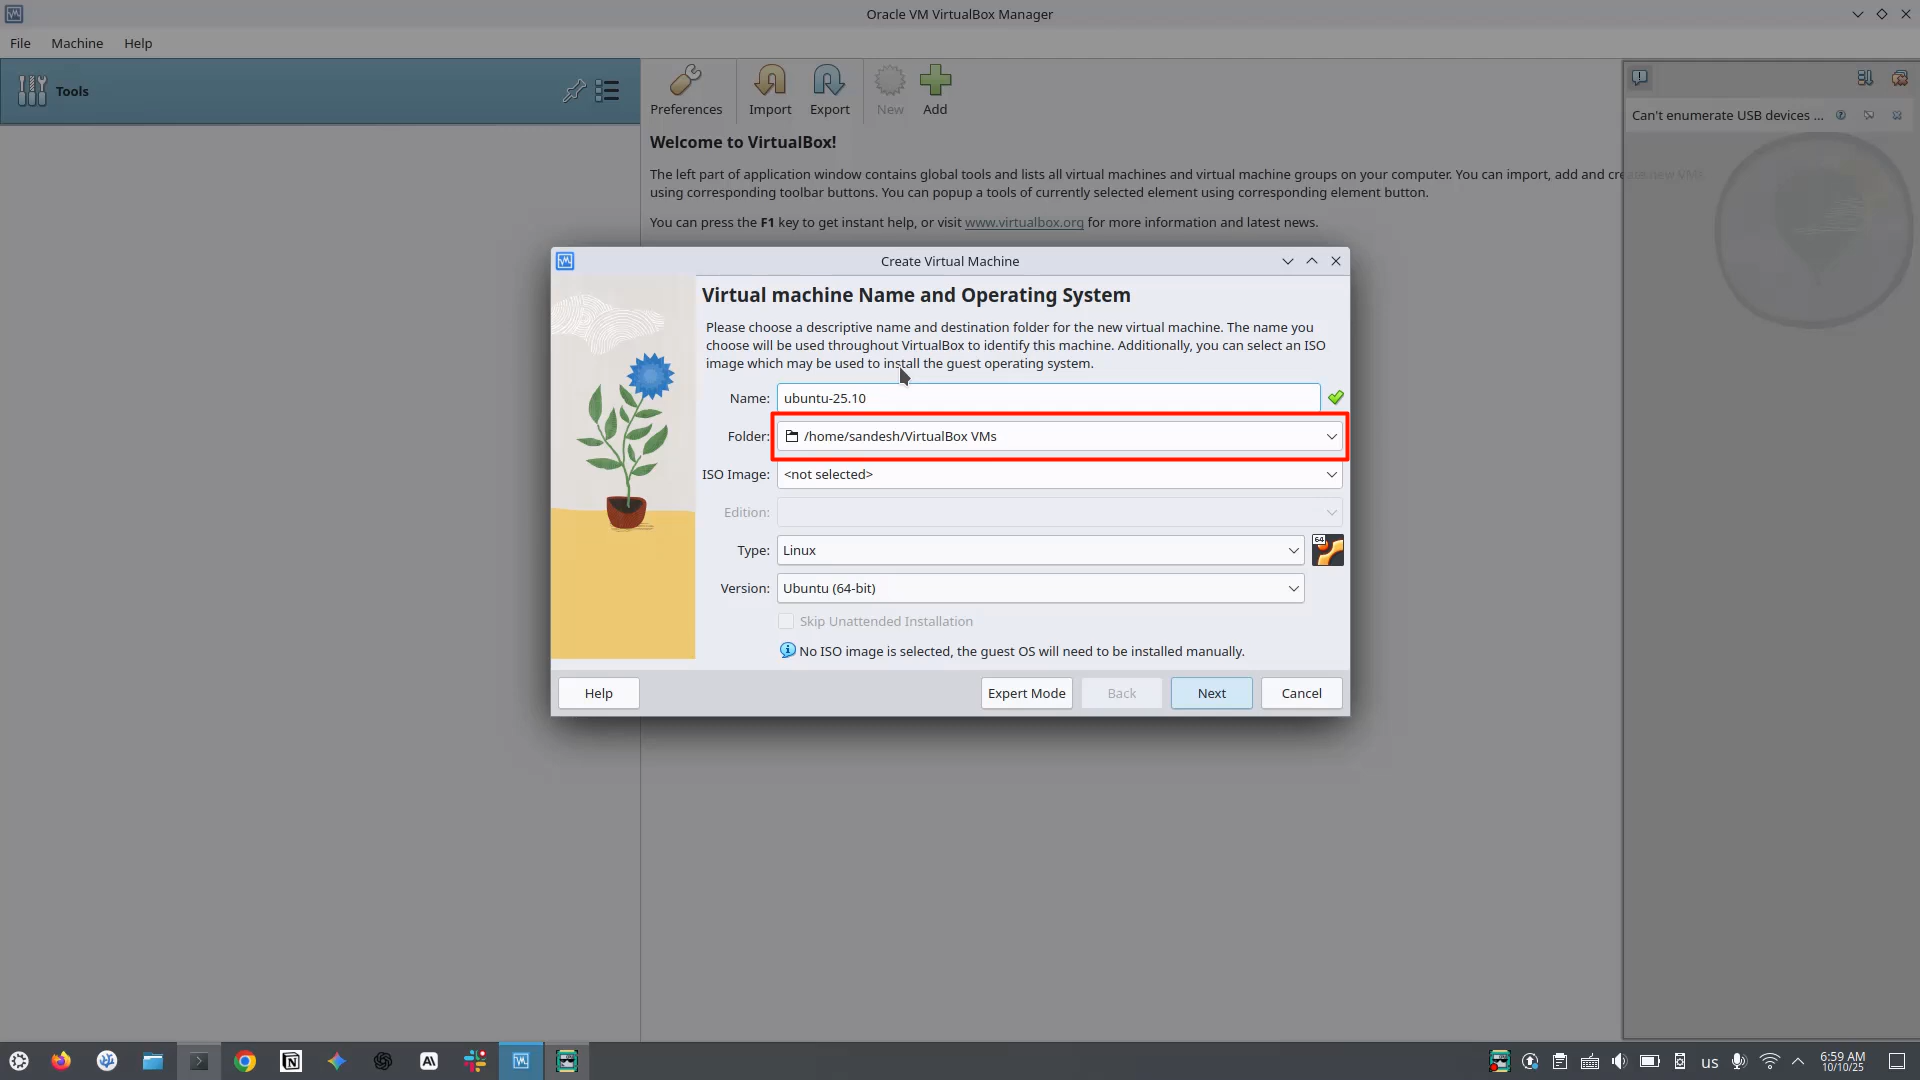 Oracle VM VirtualBox Manager
File Machine Help
Tools
Preferences Import Export New Add
Can't enumerate USB devices ...
Welcome to VirtualBox!
The left part of application window contains global tools and lists all virtual machines and virtual machine groups on your computer. You can import, add and create new VMs
using corresponding toolbar buttons. You can popup a tools of currently selected element using corresponding element button.
You can press the F1 key to get instant help, or visit www.virtualbox.org for more information and latest news.
Create Virtual Machine
Virtual machine Name and Operating System
Please choose a descriptive name and destination folder for the new virtual machine. The name you
choose will be used throughout VirtualBox to identify this machine. Additionally, you can select an ISO
image which may be used to install the guest operating system.
Name: ubuntu-25.10
Folder: /home/sandesh/VirtualBox VMs
ISO Image: <not selected>
Edition:
Type: Linux
64
Version: Ubuntu (64-bit)
Skip Unattended Installation
No ISO image is selected, the guest OS will need to be installed manually.
Help Expert Mode Back Next Cancel
us
6:59 AM
10/10/25